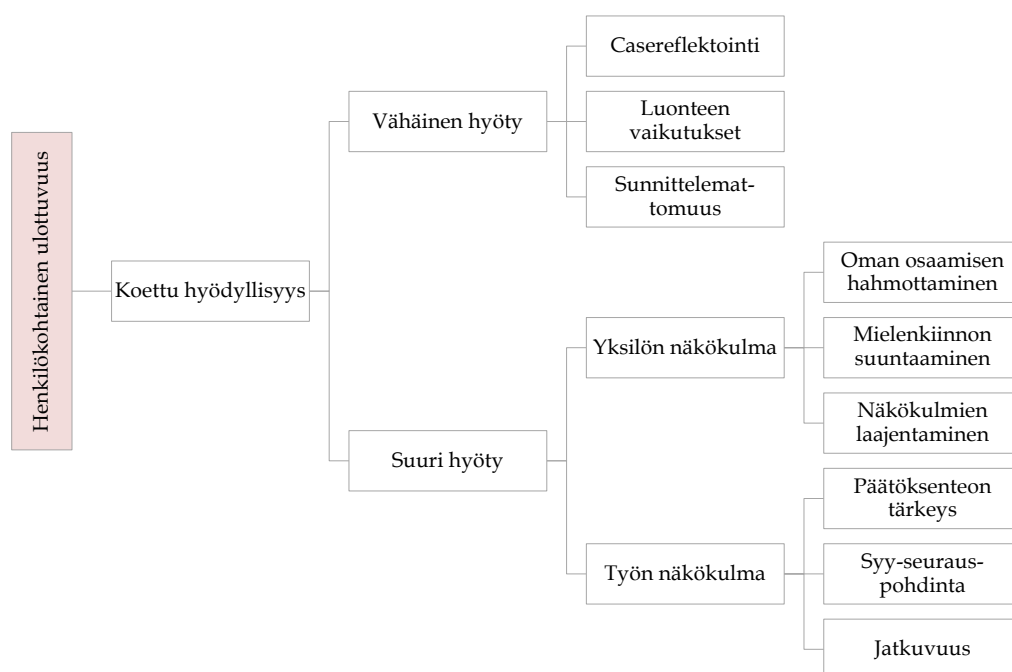 Henkilökohtainen ulottuvuus
Koettu hyödyllisyys
Vähäinen hyöty
Casereflektointi
Luonteen
vaikutukset
Sunnittelemat-
tomuus
Suuri hyöty
Yksilön näkökulma
Oman osaamisen
hahmottaminen
Mielenkiinnon
suuntaaminen
Näkökulmien
laajentaminen
Työn näkökulma
Päätöksenteon
tärkeys
Syy-seuraus-
pohdinta
Jatkuvuus